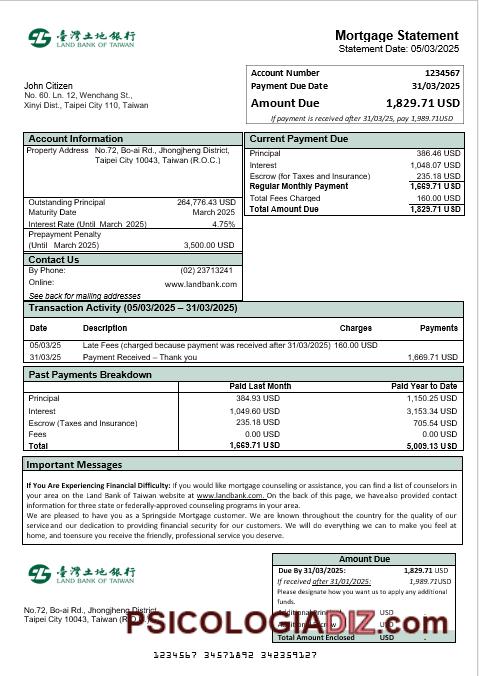 臺灣土地銀行
LAND BANK OF TAIWAN
Mortgage Statement
Statement Date: 05/03/2025
John Citizen
No. 60. Ln. 12, Wenchang St.,
Xinyi Dist., Taipei City 110, Taiwan
Account Number 1234567
Payment Due Date 31/03/2025
Amount Due 1,829.71 USD
If payment is received after 31/03/25, pay 1,989.71USD
Account Information
Property Address No.72, Bo-ai Rd., Jhongjheng District,
Taipei City 10043, Taiwan (R.O.C.)
Outstanding Principal 264,776.43 USD
Maturity Date March 2025
Interest Rate (Until March 2025) 4.75%
Prepayment Penalty
(Until March 2025) 3,500.00 USD
Contact Us
By Phone: (02) 23713241
Online: www.landbank.com
See back for mailing addresses
Current Payment Due
Principal 386.46 USD
Interest 1,048.07 USD
Escrow (for Taxes and Insurance) 235.18 USD
Regular Monthly Payment 1,669.71 USD
Total Fees Charged 160.00 USD
Total Amount Due 1,829.71 USD
Transaction Activity (05/03/2025 – 31/03/2025)
Date Description Charges Payments
05/03/25 Late Fees (charged because payment was received after 31/03/2025) 160.00 USD
31/03/25 Payment Received – Thank you 1,669.71 USD
Past Payments Breakdown
Paid Last Month Paid Year to Date
Principal 384.93 USD 1,150.25 USD
Interest 1,049.60 USD 3,153.34 USD
Escrow (Taxes and Insurance) 235.18 USD 705.54 USD
Fees 0.00 USD 0.00 USD
Total 1,669.71 USD 5,009.13 USD
Important Messages
If You Are Experiencing Financial Difficulty: If you would like mortgage counseling or assistance, you can find a list of counselors in
your area on the Land Bank of Taiwan website at www.landbank.com. On the back of this page, we havealso provided contact
information for three state or federally-approved counseling programs in your area.
We are pleased to have you as a Springside Mortgage customer. We are known throughout the country for the quality of our
serviceand our dedication to providing financial security for our customers. We will do everything we can to make you feel at
home, and toensure you receive the friendly, professional service you deserve.
臺灣土地銀行
LAND BANK OF TAIWAN
No.72, Bo-ai Rd., Jhongjheng District,
Taipei City 10043, Taiwan (R.O.C.)
Amount Due
Due By 31/03/2025: 1,829.71 USD
If received after 31/01/2025: 1,989.71USD
Please designate how you want us to apply any additional
funds.
Additional Principal USD .
Additional Escrow USD .
Total Amount Enclosed USD .
PSICOLOGIADIZ.com
1234567 34571892 342359127